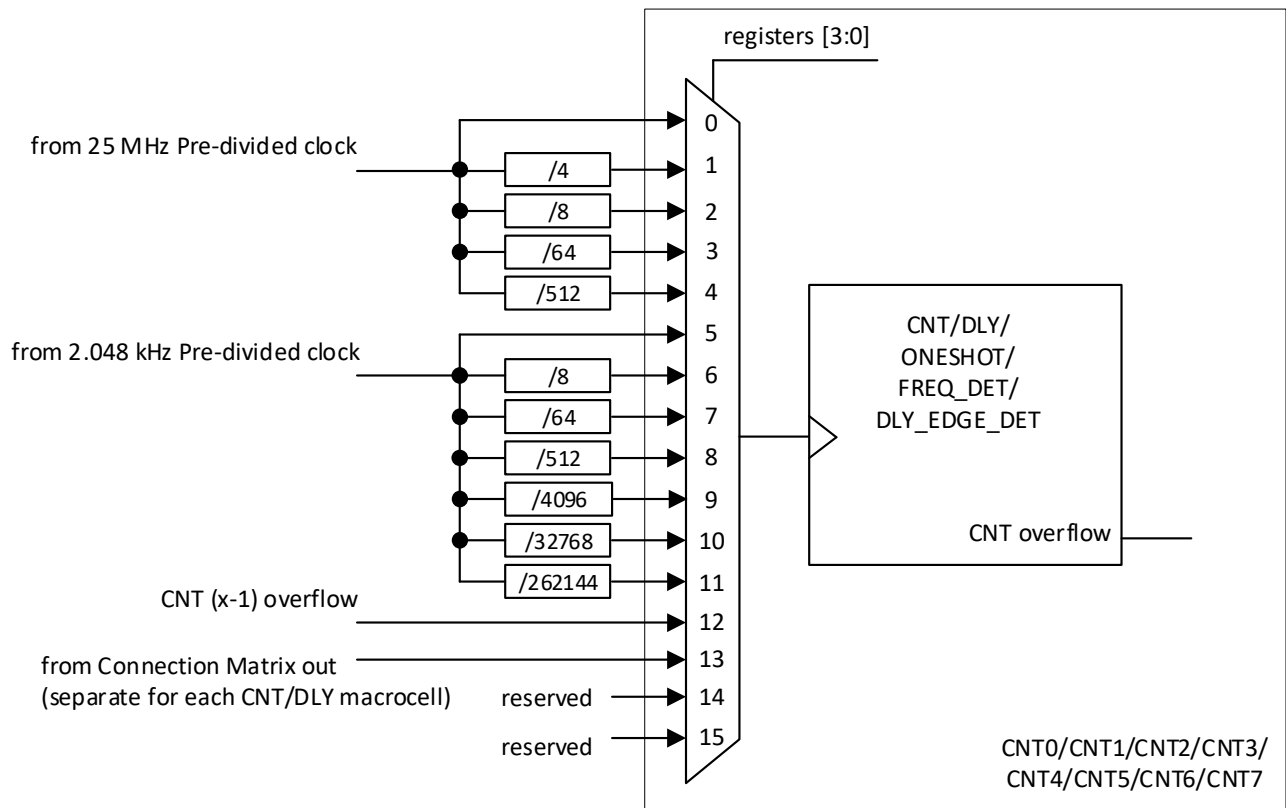 registers [3:0]
0
from 25 MHz Pre-divided clock
/4
1
/8
2
/64
3
/512
4
5
from 2.048 kHz Pre-divided clock
/8
6
/64
7
/512
8
/4096
9
/32768
10
/262144
11
CNT (x-1) overflow
12
from Connection Matrix out
(separate for each CNT/DLY macrocell)
13
reserved
14
reserved
15
CNT/DLY/
ONESHOT/
FREQ_DET/
DLY_EDGE_DET
CNT overflow
CNT0/CNT1/CNT2/CNT3/
CNT4/CNT5/CNT6/CNT7